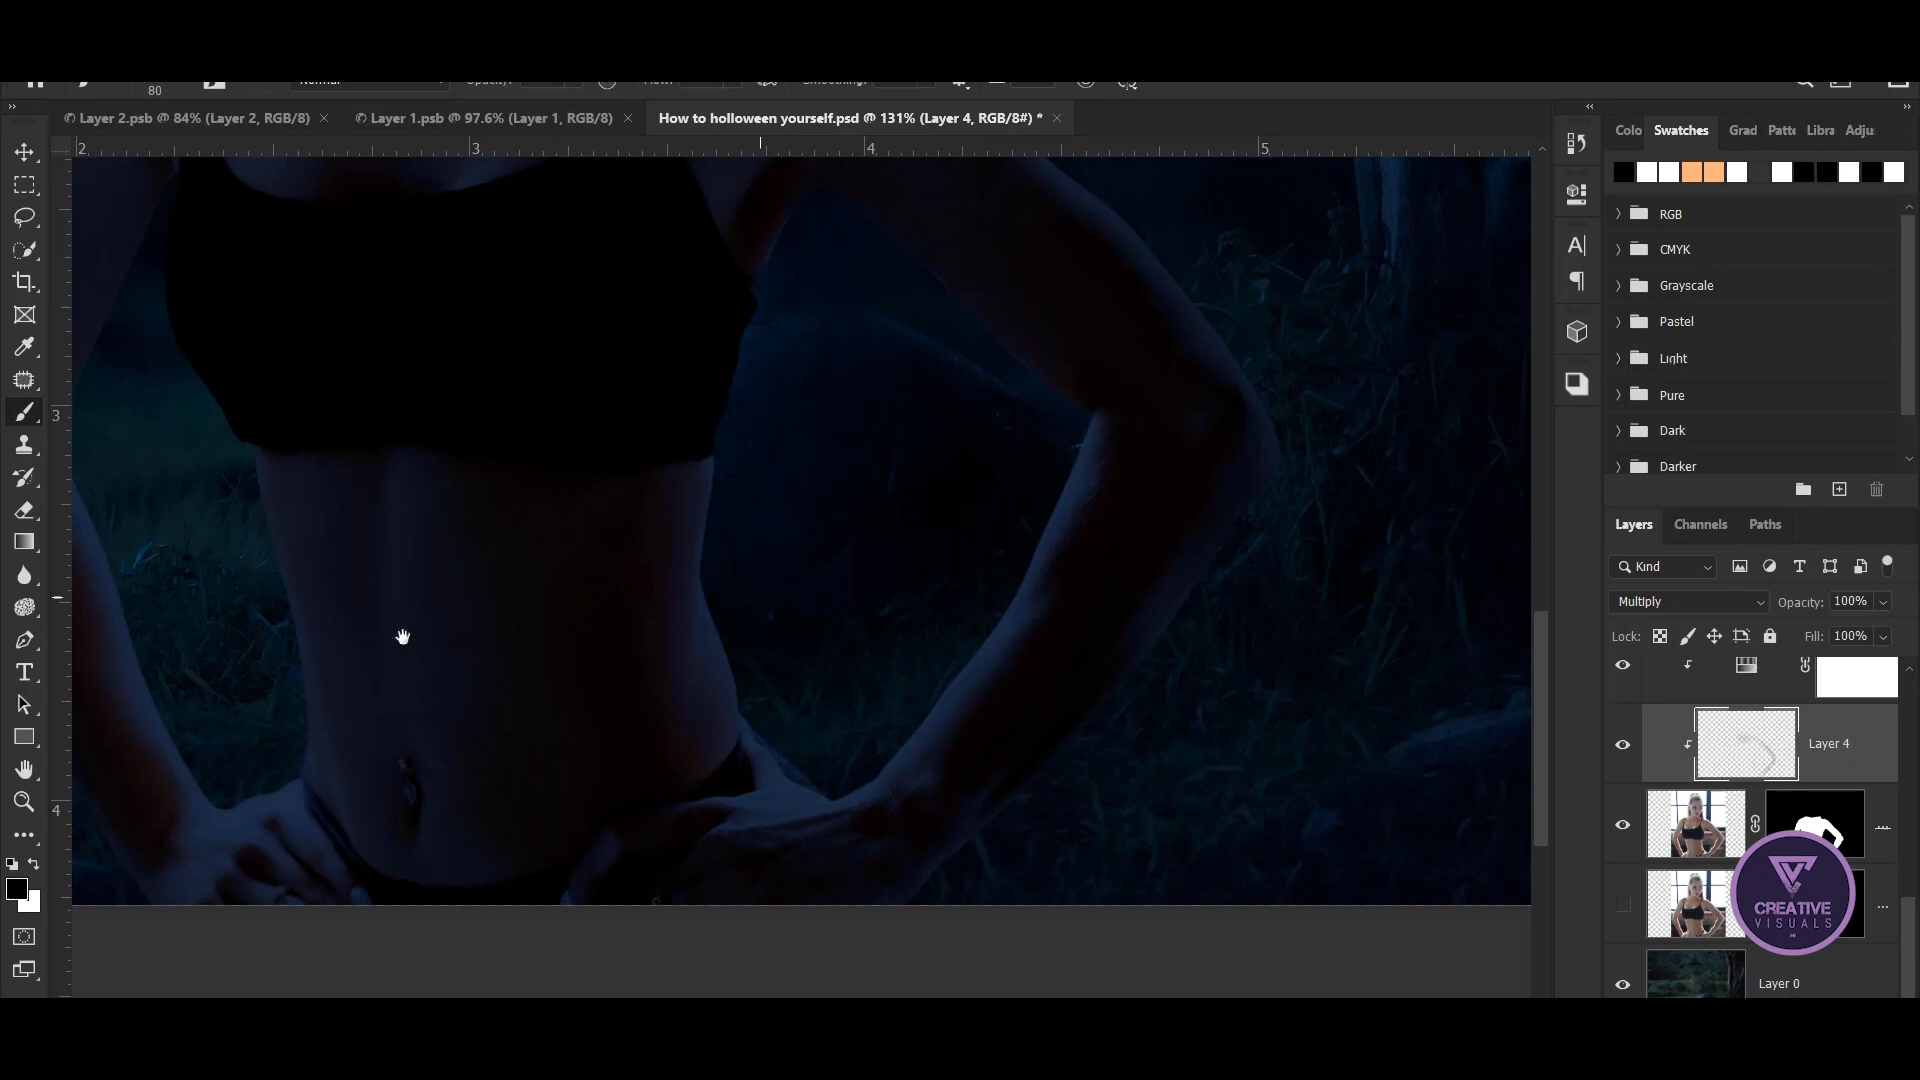 80
Layer 2.psb @ 84% (Layer 2, RGB/8)
Layer 1.psb @ 97.6% (Layer 1, RGB/8)
How to holloween yourself.psd @ 131% (Layer 4, RGB/8#) *
Colo
Swatches
Grad
Patt
Libra
Adju
2
3
4
5
3
4
RGB
CMYK
Grayscale
Pastel
Light
Pure
Dark
Darker
Layers
Channels
Paths
Kind
Multiply
Opacity: 100%
Lock:
Fill: 100%
Layer 4
CREATIVE
VISUALS
Layer 0